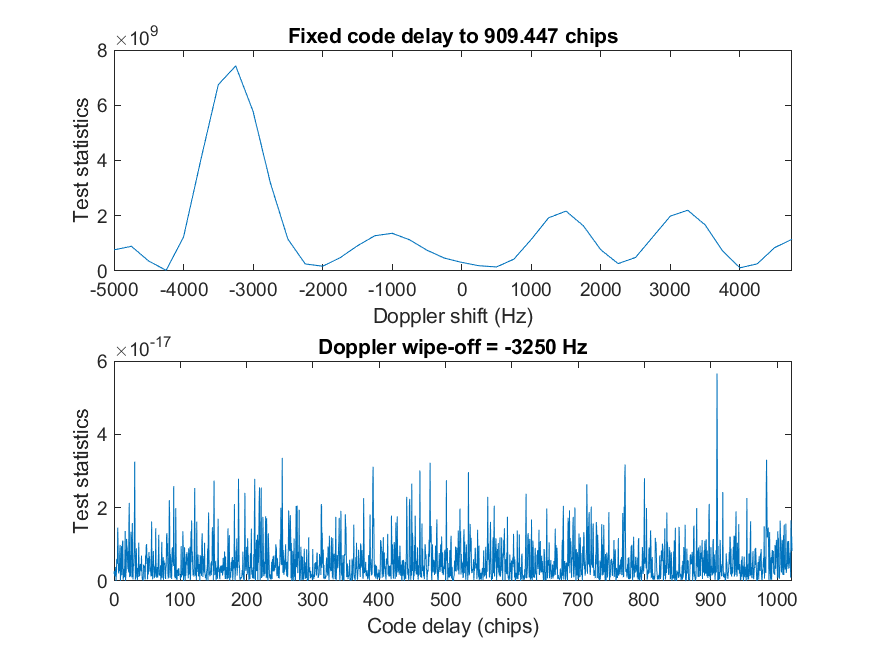 ×10^9
Fixed code delay to 909.447 chips
8
6
4
2
0
Test statistics
-5000 -4000 -3000 -2000 -1000 0 1000 2000 3000 4000
Doppler shift (Hz)
×10^-17
Doppler wipe-off = -3250 Hz
6
4
2
0
Test statistics
0 100 200 300 400 500 600 700 800 900 1000
Code delay (chips)